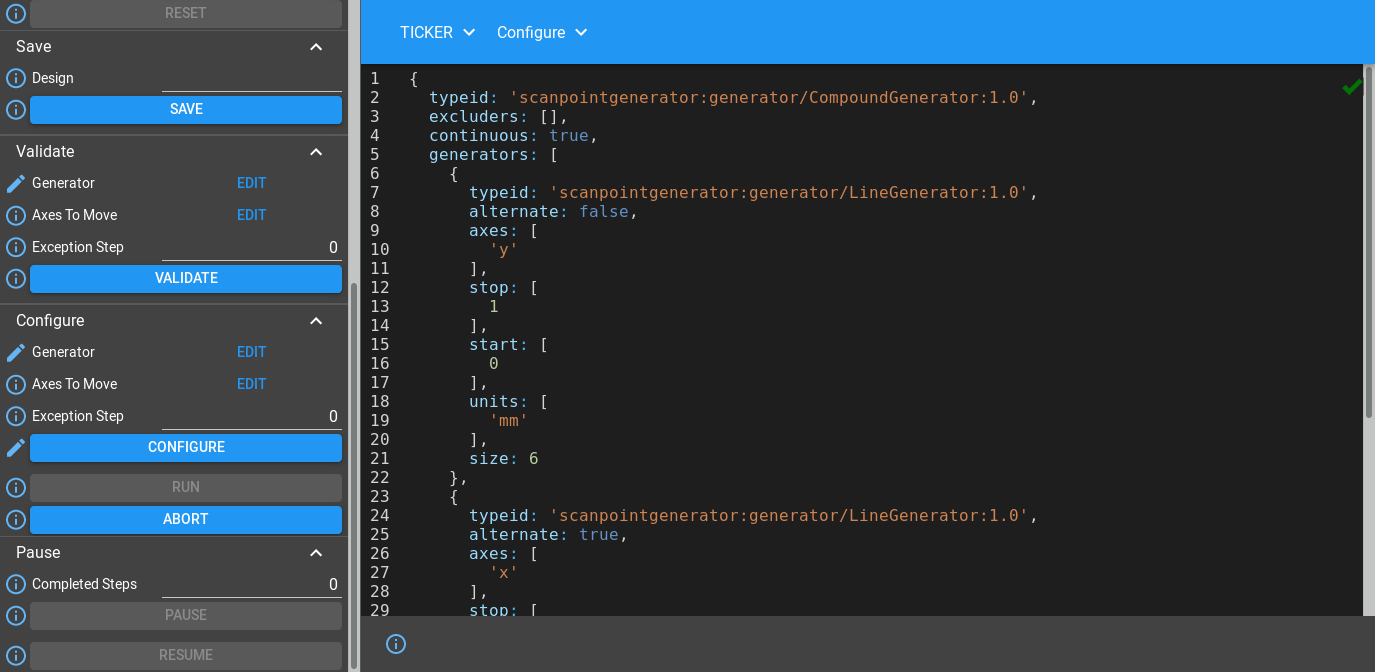 RESET
Save
Design
SAVE
Validate
Generator EDIT
Axes To Move EDIT
Exception Step 0
VALIDATE
Configure
Generator EDIT
Axes To Move EDIT
Exception Step 0
CONFIGURE
RUN
ABORT
Pause
Completed Steps 0
PAUSE
RESUME
TICKER Configure
1 {
2 typeid: 'scanpointgenerator:generator/CompoundGenerator:1.0',
3 excluders: [],
4 continuous: true,
5 generators: [
6 {
7 typeid: 'scanpointgenerator:generator/LineGenerator:1.0',
8 alternate: false,
9 axes: [
10 'y'
11 ],
12 stop: [
13 1
14 ],
15 start: [
16 0
17 ],
18 units: [
19 'mm'
20 ],
21 size: 6
22 },
23 {
24 typeid: 'scanpointgenerator:generator/LineGenerator:1.0',
25 alternate: true,
26 axes: [
27 'x'
28 ],
29 stop: [